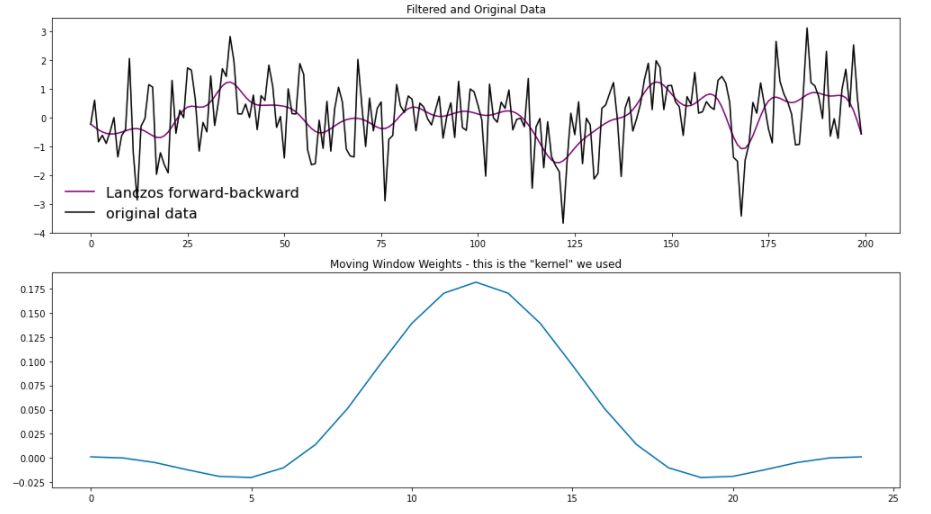 Filtered and Original Data
3
2
1
0
−1
−2
−3
−4
Lanczos forward-backward
original data
0 25 50 75 100 125 150 175 200
Moving Window Weights - this is the "kernel" we used
0.175
0.150
0.125
0.100
0.075
0.050
0.025
0.000
−0.025
0 5 10 15 20 25